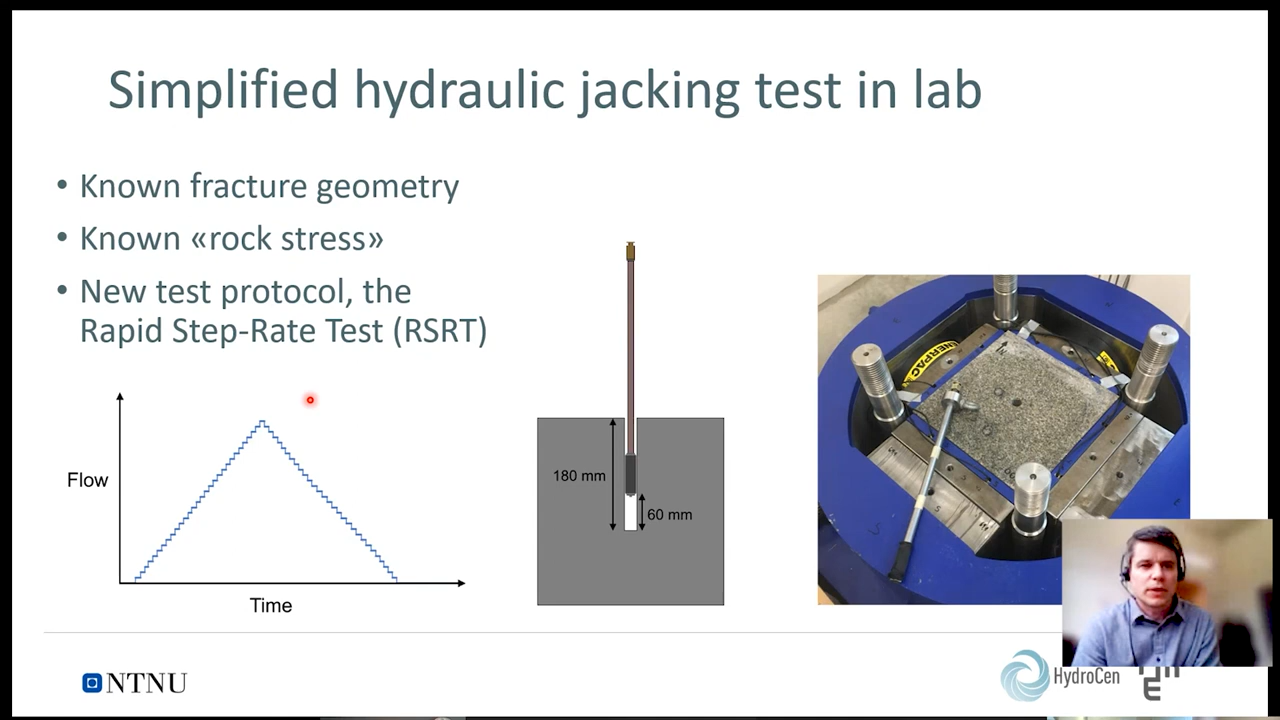 Simplified hydraulic jacking test in lab
• Known fracture geometry
• Known «rock stress»
• New test protocol, the
Rapid Step-Rate Test (RSRT)
Flow
Time
180 mm
60 mm
ENERPAC
N
NTNU
HydroCen